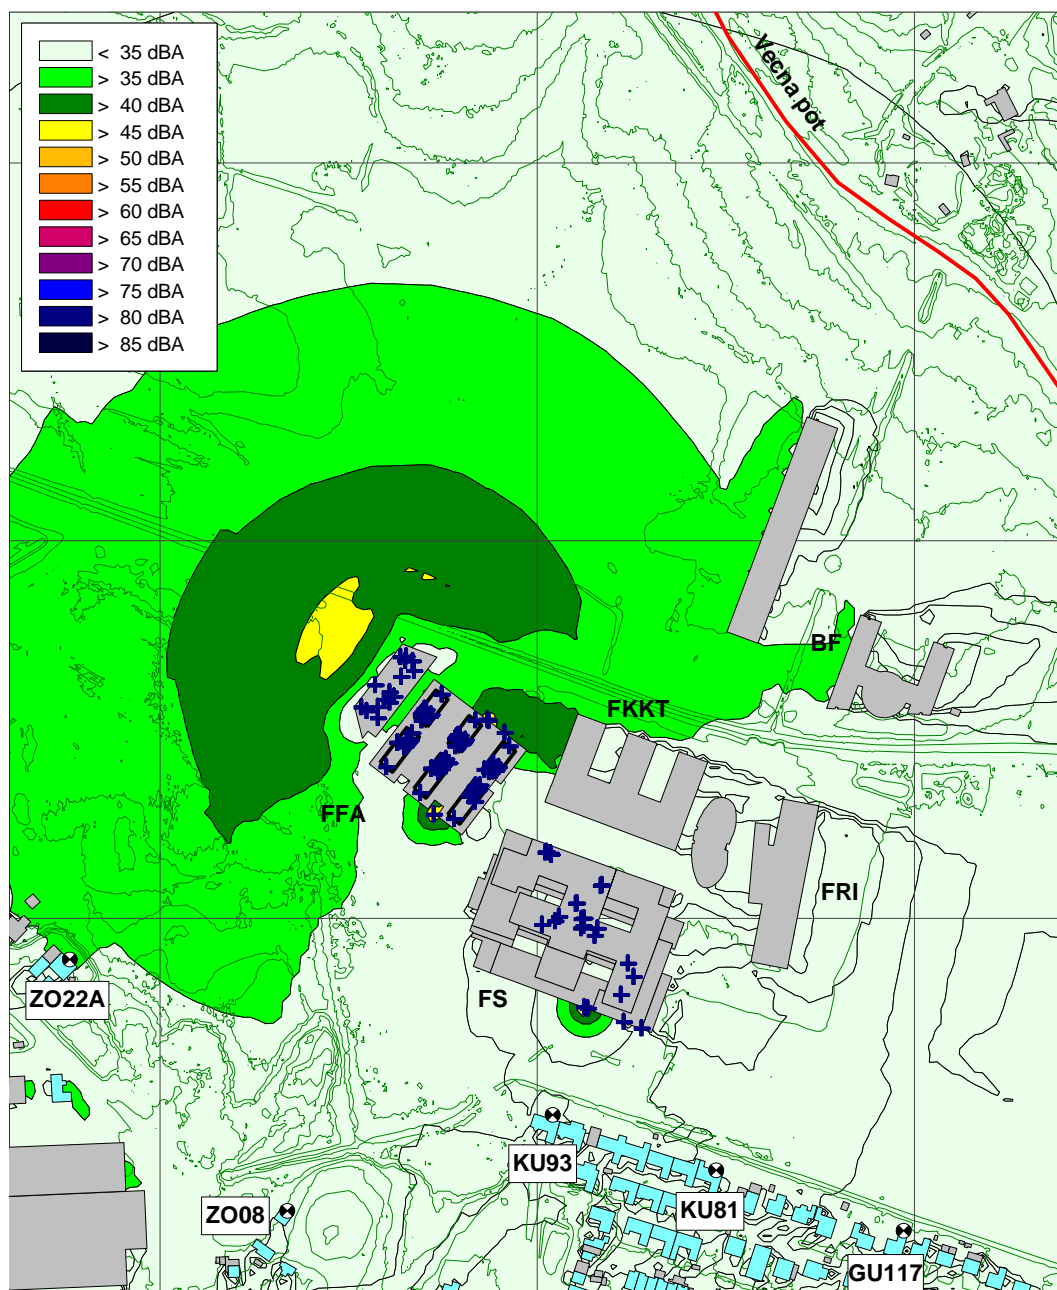 < 35 dBA
> 35 dBA
> 40 dBA
> 45 dBA
> 50 dBA
> 55 dBA
> 60 dBA
> 65 dBA
> 70 dBA
> 75 dBA
> 80 dBA
> 85 dBA
Vecna pot
BF
FKKT
FFA
FRI
FS
ZO22A
KU93
KU81
ZO08
GU117